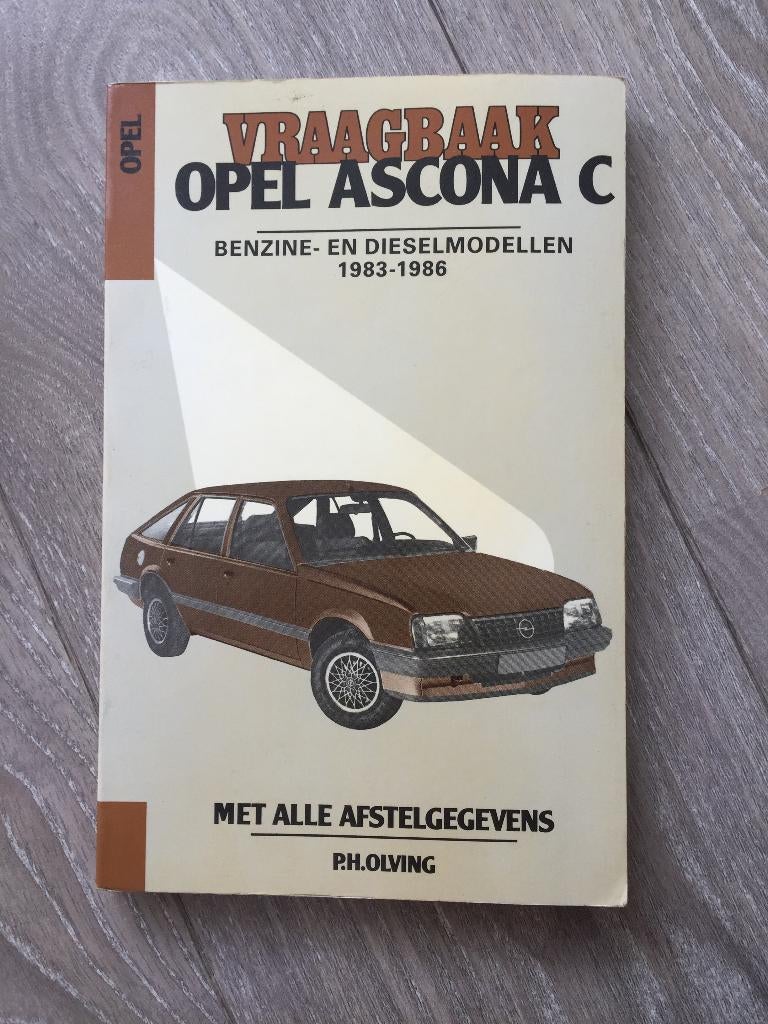 OPEL
VRAAGBAAK
OPEL ASCONA C
BENZINE- EN DIESELMODELLEN
1983-1986
MET ALLE AFSTELGEGEVENS
P.H.OLVING